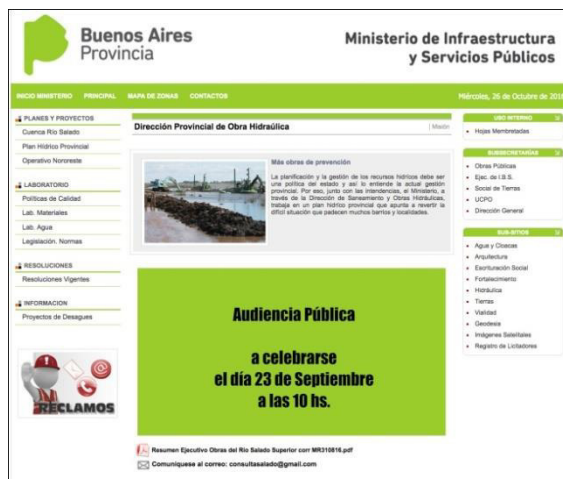 Buenos Aires
Provincia
Ministerio de Infraestructura
y Servicios Públicos
INICIO MINISTERIO PRINCIPAL MAPA DE ZONAS CONTACTOS
Miércoles, 26 de Octubre de 2016
PLANES Y PROYECTOS
Cuenca Río Salado
Plan Hídrico Provincial
Operativo Nororeste
LABORATORIO
Políticas de Calidad
Lab. Materiales
Lab. Agua
Legislación. Normas
RESOLUCIONES
Resoluciones Vigentes
INFORMACION
Proyectos de Desagues
RECLAMOS
Dirección Provincial de Obra Hidraúlica
| Misión
Más obras de prevención
La planificación y la gestión de los recursos hídricos debe ser
una política del estado y así lo entiende la actual gestión
provincial. Por eso, junto con las intendencias, el Ministerio, a
través de la Dirección de Saneamiento y Obras Hidráulicas,
trabaja en un plan hídrico provincial que apunta a revertir la
difícil situación que padecen muchos barrios y localidades.
Audiencia Pública
a celebrarse
el día 23 de Septiembre
a las 10 hs.
Resumen Ejecutivo Obras del Río Salado Superior corr MR310816.pdf
Comuniquese al correo: consultasalado@gmail.com
USO INTERNO
Hojas Membretadas
SUBSECRETARÍAS
Obras Públicas
Ejec. de I.B.S.
Social de Tierras
UCPO
Dirección General
SUB-SITIOS
Agua y Cloacas
Arquitectura
Escrituración Social
Fortalecimiento
Hidráulica
Tierras
Vialidad
Geodesia
Imágenes Satelitales
Registro de Licitadores